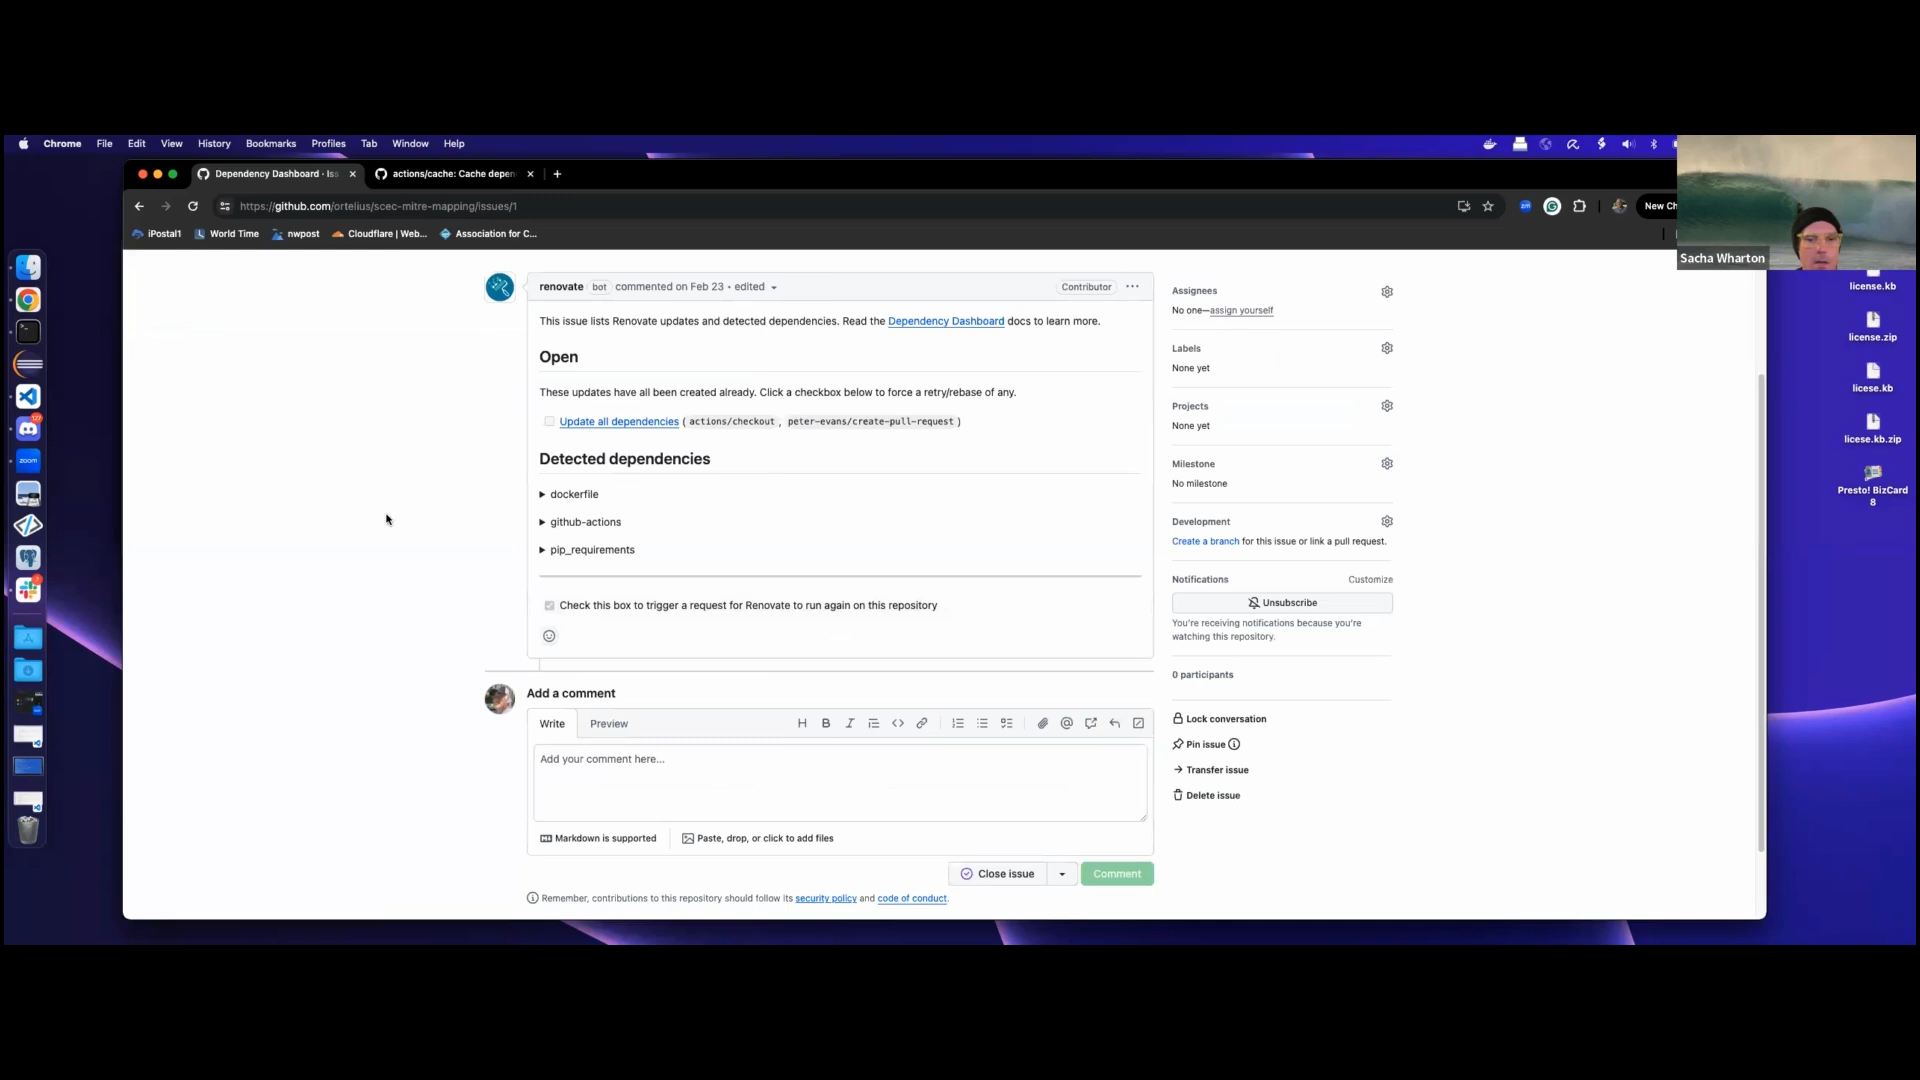 Chrome File Edit View History Bookmarks Profiles Tab Window Help
Dependency Dashboard · Iss
actions/cache: Cache depen
https://github.com/ortelius/scec-mitre-mapping/issues/1
New Ch
iPostal1 World Time nwpost Cloudflare | Web... Association for C...
Sacha Wharton
license.kb
license.zip
licese.kb
licese.kb.zip
Presto! BizCard
8
zoom
renovate bot commented on Feb 23 • edited
Contributor
This issue lists Renovate updates and detected dependencies. Read the Dependency Dashboard docs to learn more.
Open
These updates have all been created already. Click a checkbox below to force a retry/rebase of any.
Update all dependencies ( actions/checkout , peter-evans/create-pull-request )
Detected dependencies
dockerfile
github-actions
pip_requirements
Check this box to trigger a request for Renovate to run again on this repository
Add a comment
Write Preview
Add your comment here...
Markdown is supported
Paste, drop, or click to add files
Close issue
Comment
Remember, contributions to this repository should follow its security policy and code of conduct.
Assignees
No one—assign yourself
Labels
None yet
Projects
None yet
Milestone
No milestone
Development
Create a branch for this issue or link a pull request.
Notifications
Customize
Unsubscribe
You're receiving notifications because you're
watching this repository.
0 participants
Lock conversation
Pin issue
Transfer issue
Delete issue